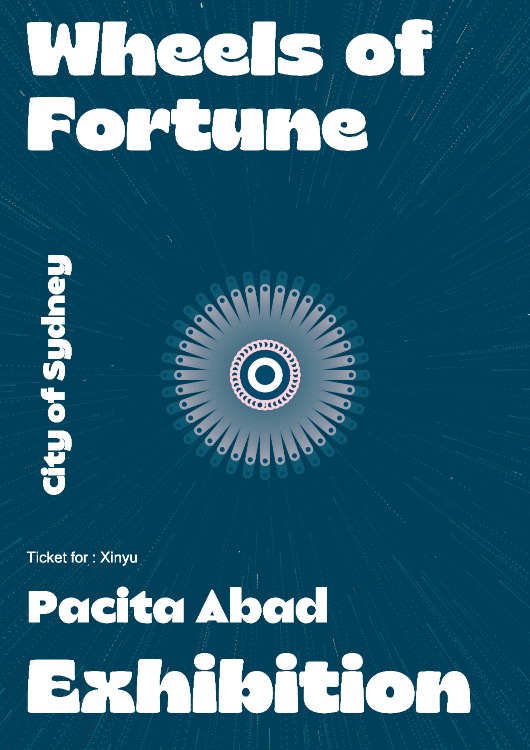 Wheels of
Fortune
City of Sydney
Ticket for : Xinyu
Pacita Abad
Exhibition